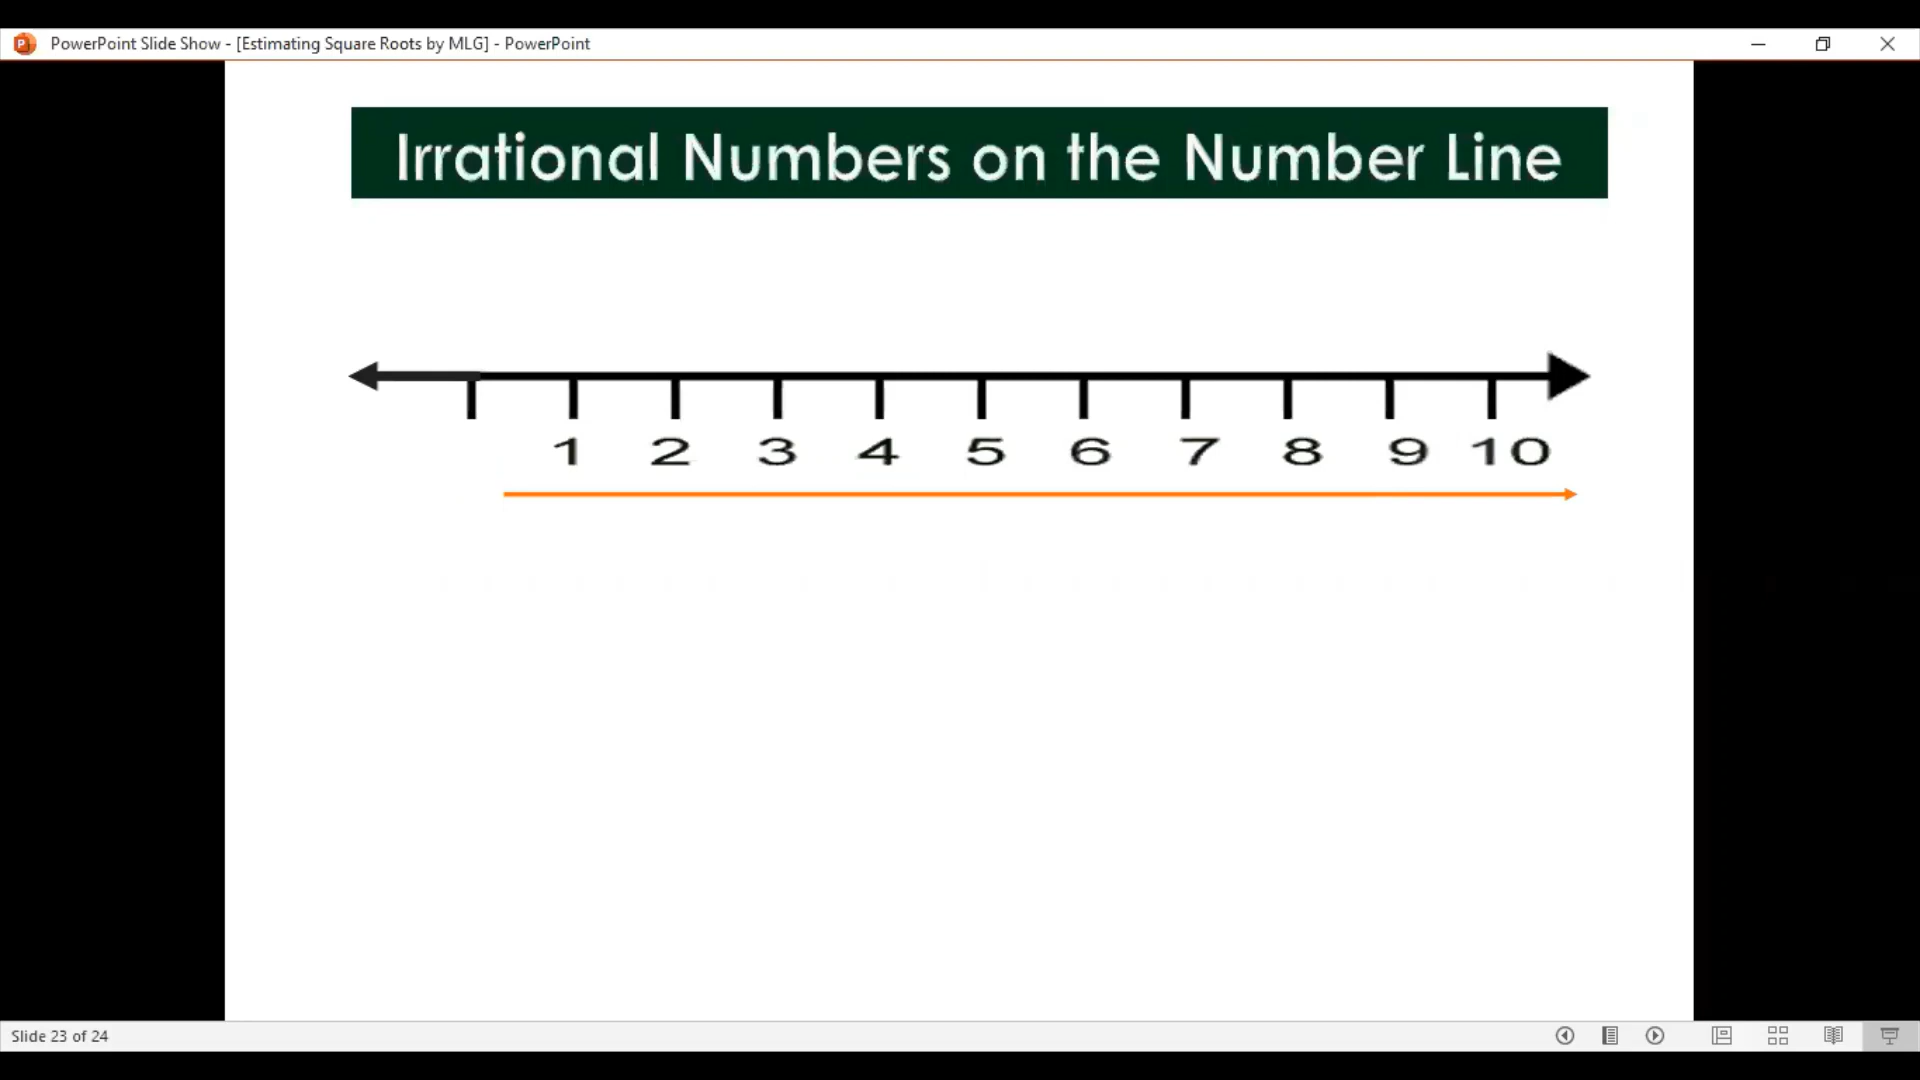 PowerPoint Slide Show - [Estimating Square Roots by MLG] - PowerPoint
Irrational Numbers on the Number Line
1 2 3 4 5 6 7 8 9 10
Slide 23 of 24